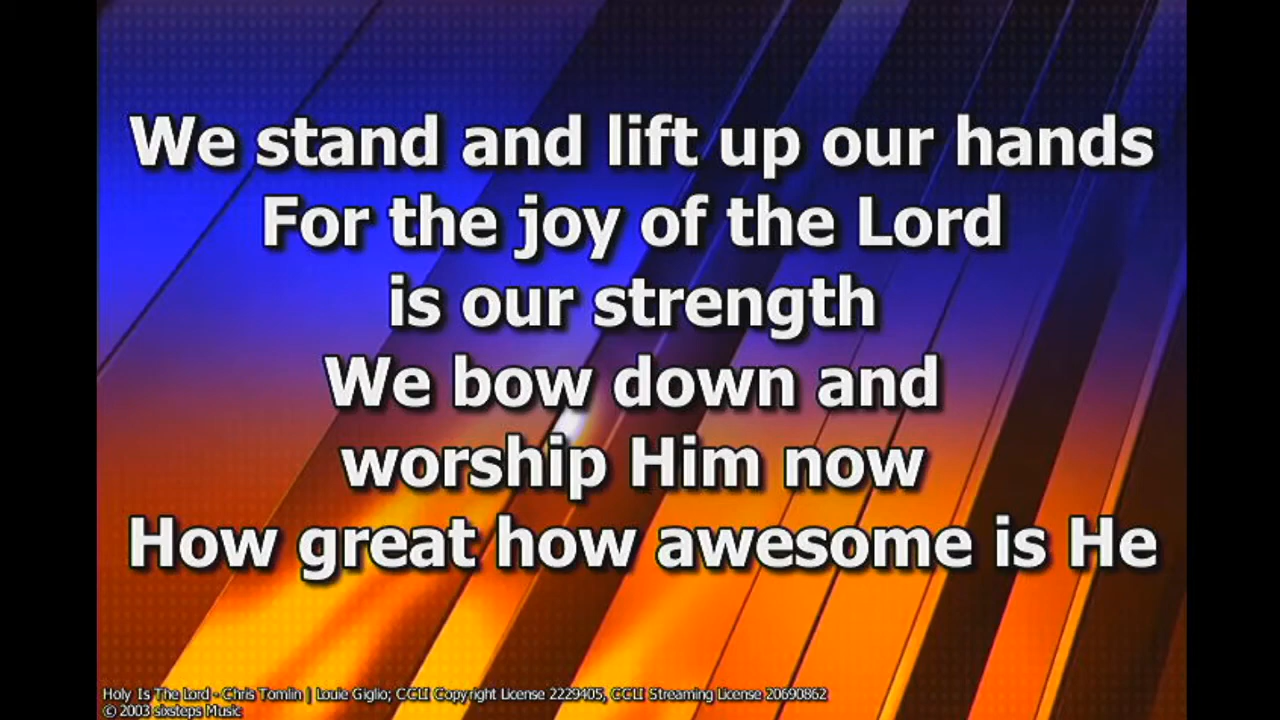 We stand and lift up our hands
For the joy of the Lord
is our strength
We bow down and
worship Him now
How great how awesome is He
Holy Is The Lord - Chris Tomlin | Louie Giglio; CCLI Copyright License 2229405, CCLI Streaming License 20690862
© 2003 sixsteps Music